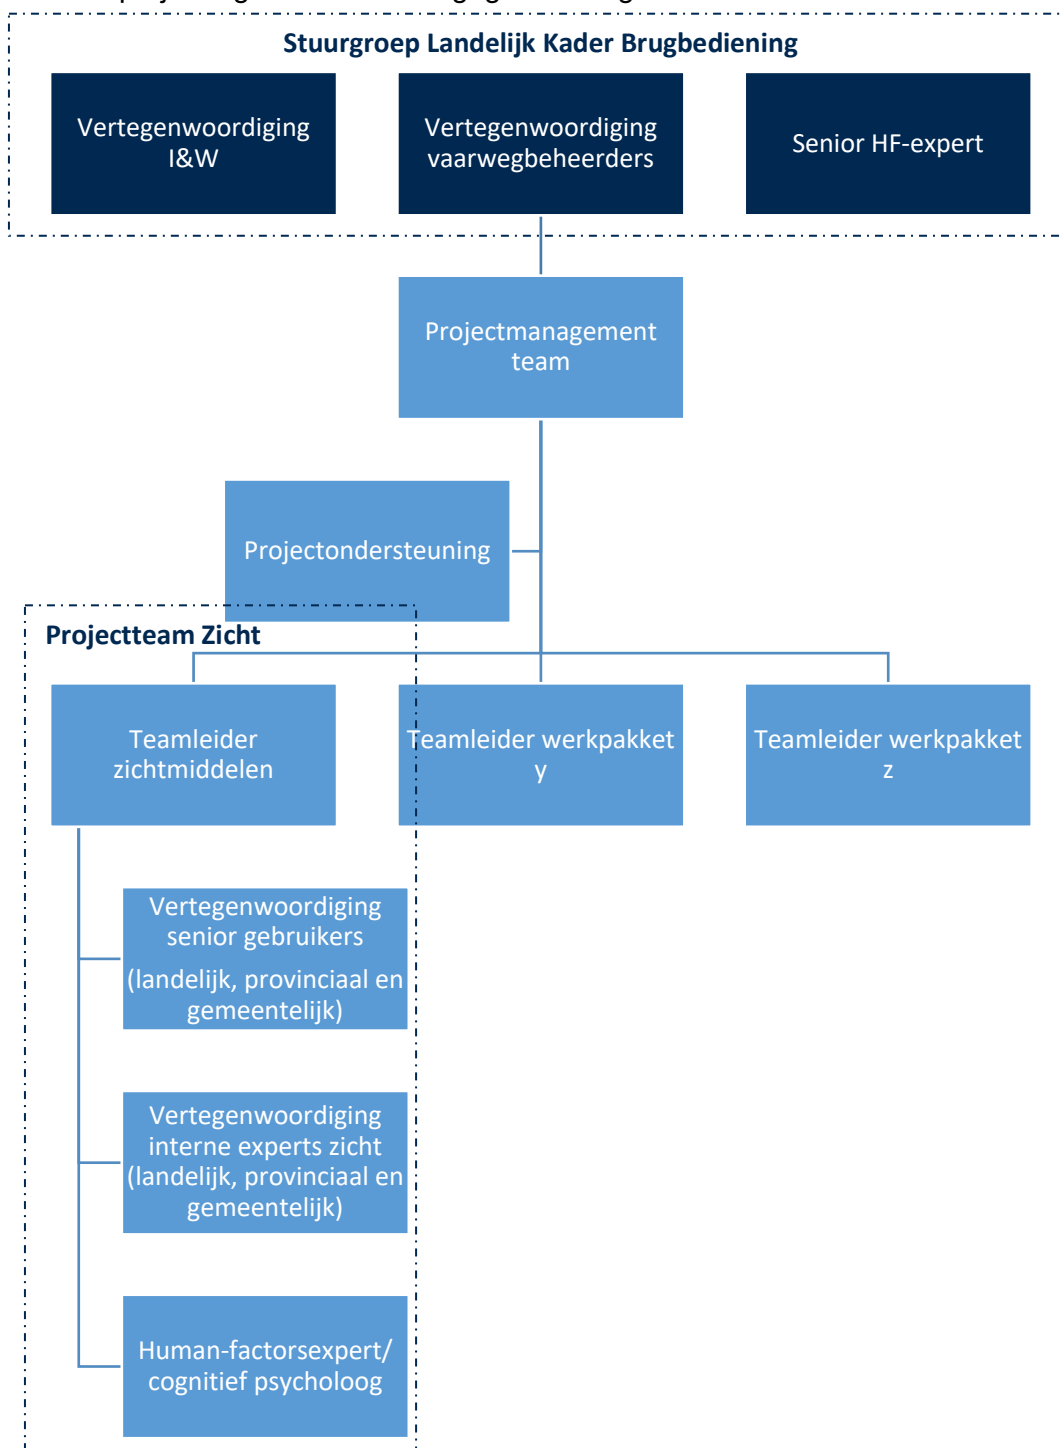 Stuurgroep Landelijk Kader Brugbediening
Vertegenwoordiging
I&W
Vertegenwoordiging
vaarwegbeheerders
Senior HF-expert
Projectmanagement
team
Projectondersteuning
Projectteam Zicht
Teamleider
zichtmiddelen
Teamleider werkpakket
y
Teamleider werkpakket
z
Vertegenwoordiging
senior gebruikers
(landelijk, provinciaal en
gemeentelijk)
Vertegenwoordiging
interne experts zicht
(landelijk, provinciaal en
gemeentelijk)
Human-factorsexpert/
cognitief psycholoog